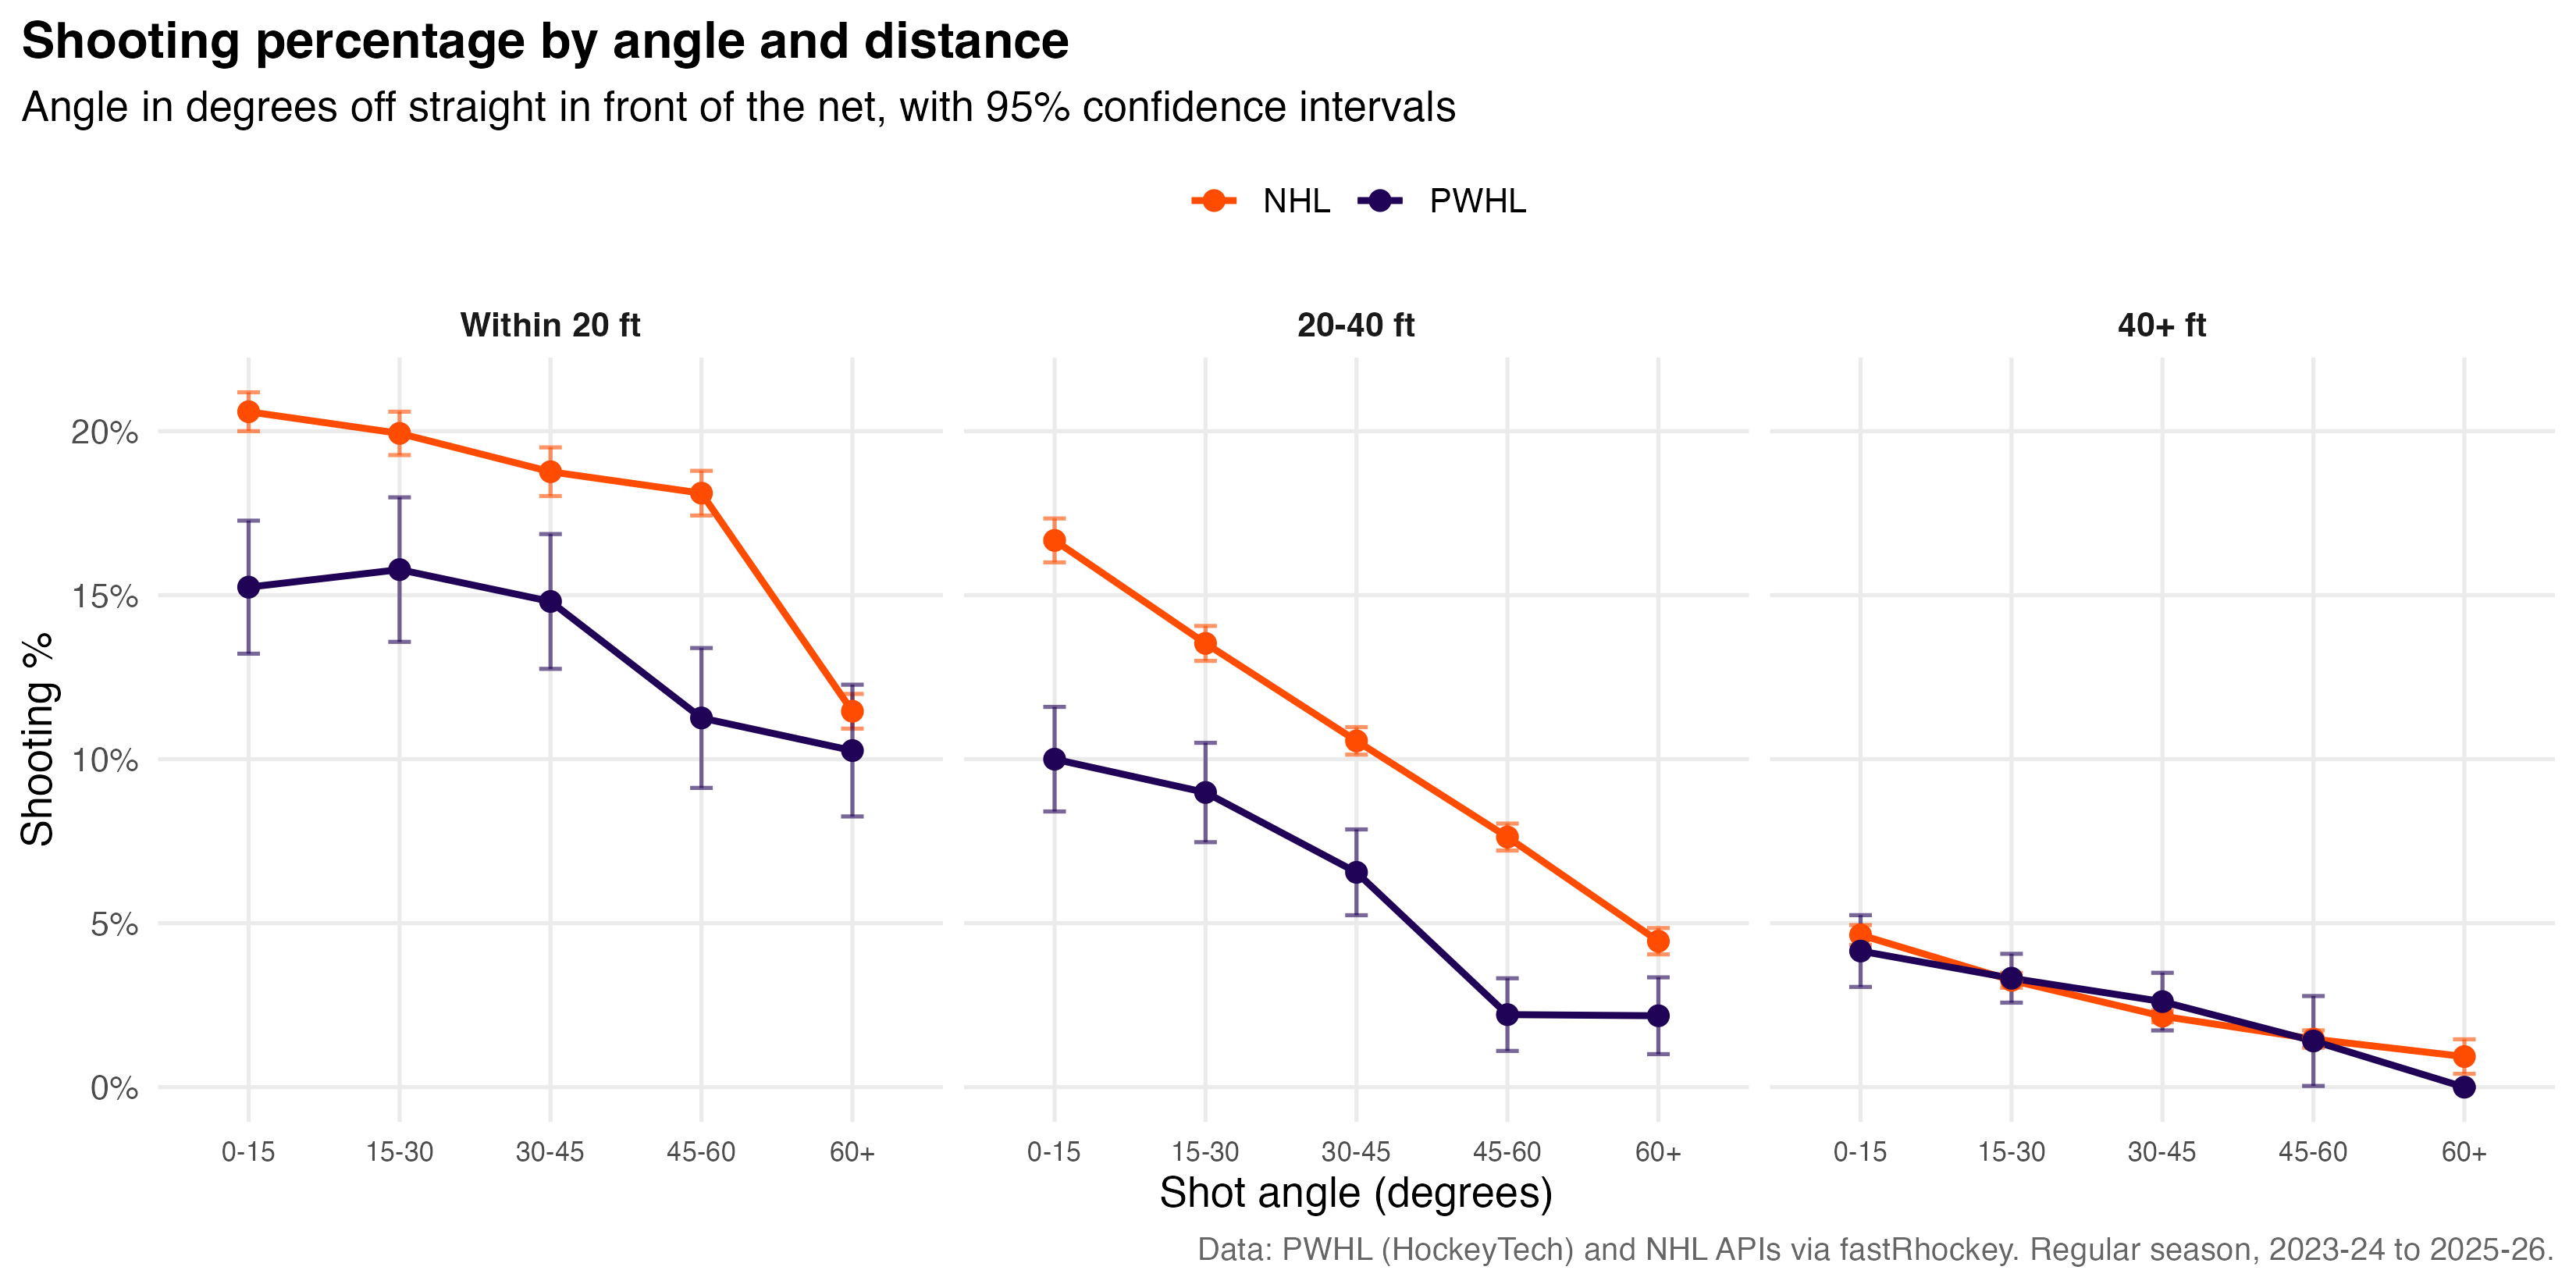 Shooting percentage by angle and distance
Angle in degrees off straight in front of the net, with 95% confidence intervals
NHL PWHL
Within 20 ft 20-40 ft 40+ ft
Shooting %
20%
15%
10%
5%
0%
0-15 15-30 30-45 45-60 60+ 0-15 15-30 30-45 45-60 60+ 0-15 15-30 30-45 45-60 60+
Shot angle (degrees)
Data: PWHL (HockeyTech) and NHL APIs via fastRhockey. Regular season, 2023-24 to 2025-26.